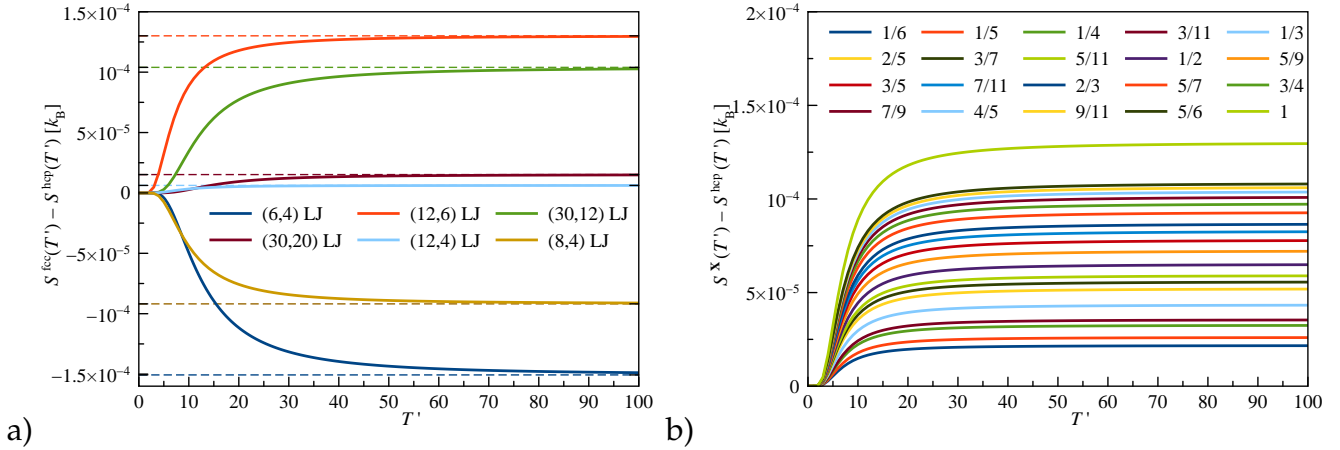 1.5×10⁻⁴
10⁻⁴
5×10⁻⁵
0
−5×10⁻⁵
−10⁻⁴
−1.5×10⁻⁴
S^fcc(T') − S^hcp(T') [k_B]
(6,4) LJ (12,6) LJ (30,12) LJ
(30,20) LJ (12,4) LJ (8,4) LJ
0 10 20 30 40 50 60 70 80 90 100
T'
a)
2×10⁻⁴
1.5×10⁻⁴
1×10⁻⁴
5×10⁻⁵
0
S^X(T') − S^hcp(T') [k_B]
1/6 1/5 1/4 3/11 1/3
2/5 3/7 5/11 1/2 5/9
3/5 7/11 2/3 5/7 3/4
7/9 4/5 9/11 5/6 1
0 10 20 30 40 50 60 70 80 90 100
T'
b)